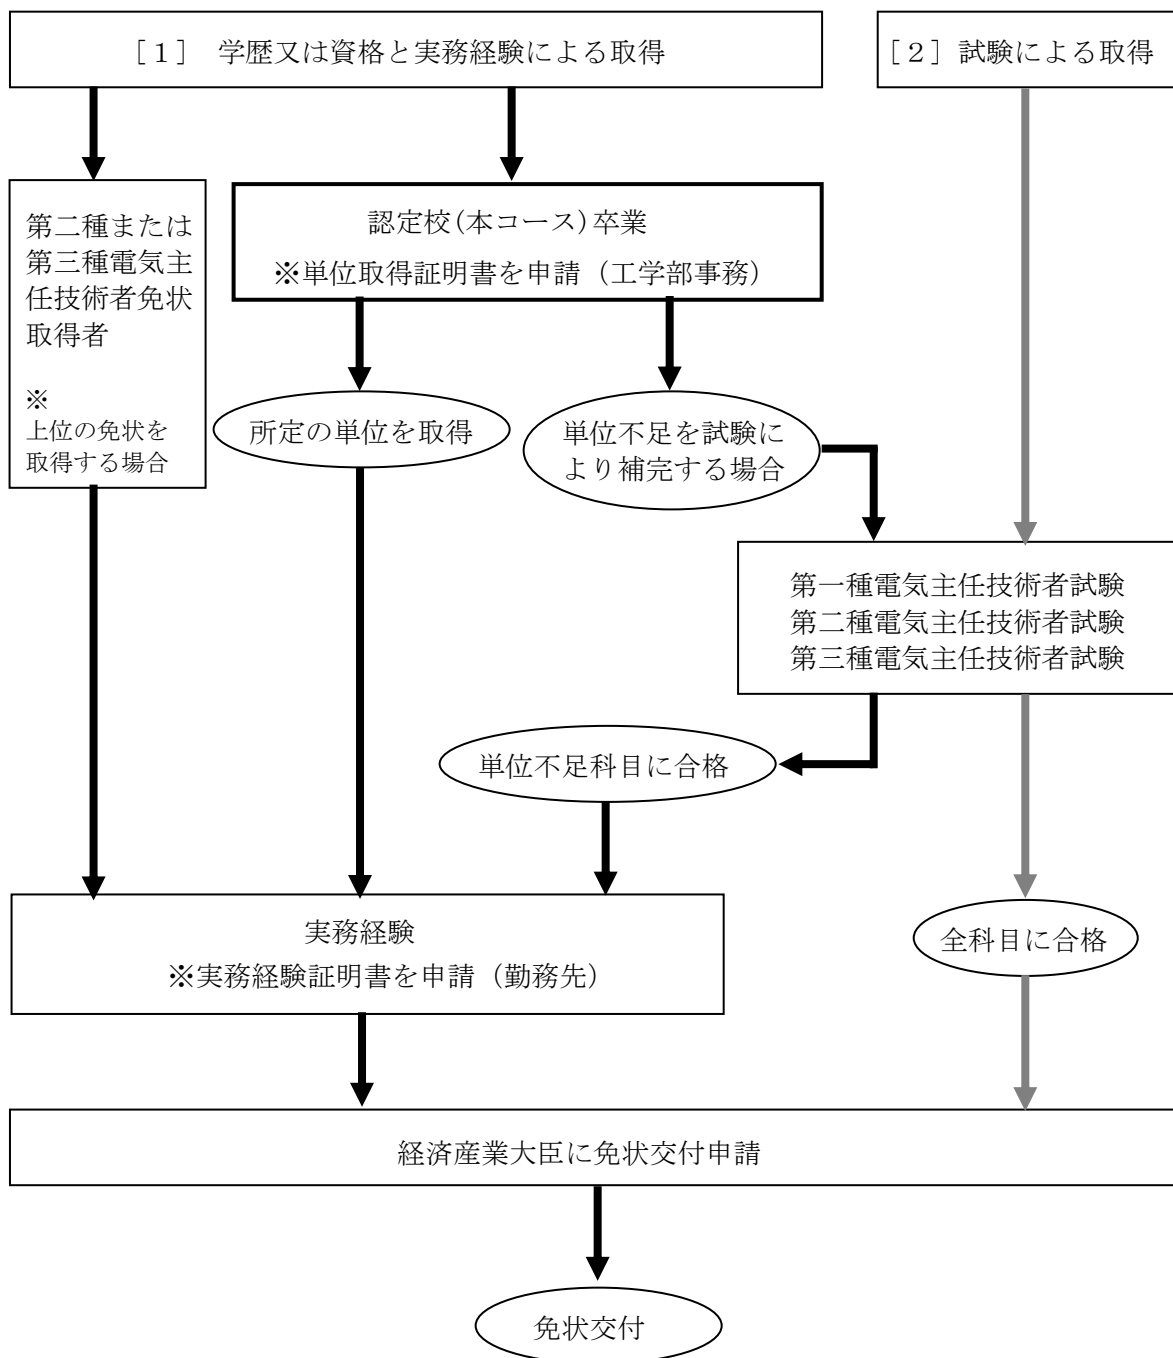 ［１］ 学歴又は資格と実務経験による取得
［２］試験による取得
第二種または
第三種電気主
任技術者免状
取得者
※
上位の免状を
取得する場合
認定校(本コース)卒業
※単位取得証明書を申請（工学部事務）
所定の単位を取得
単位不足を試験に
より補完する場合
第一種電気主任技術者試験
第二種電気主任技術者試験
第三種電気主任技術者試験
単位不足科目に合格
実務経験
※実務経験証明書を申請（勤務先）
全科目に合格
経済産業大臣に免状交付申請
免状交付